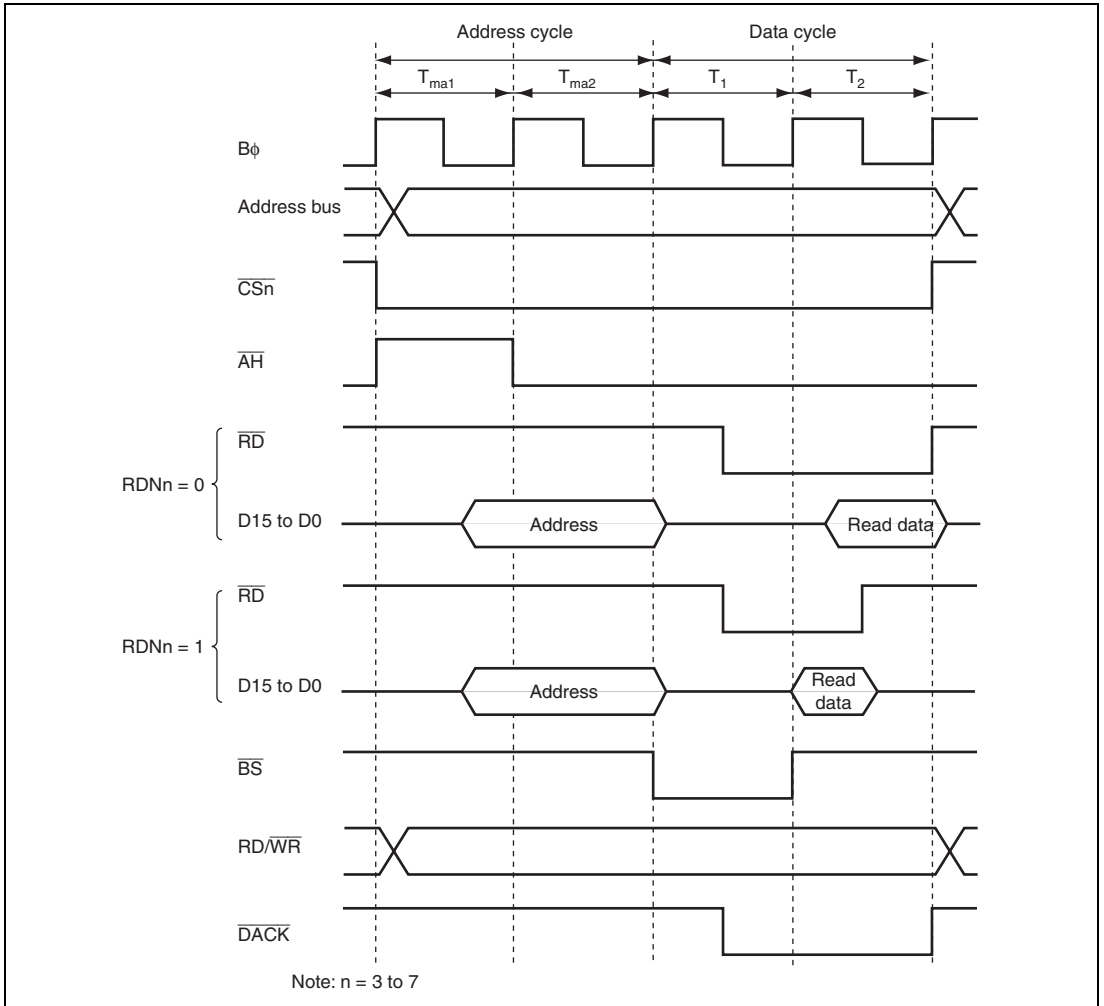 Address cycle Data cycle
Tma1 Tma2 T1 T2
Bϕ
Address bus
CSn
AH
RD
RDNn = 0
D15 to D0 Address Read data
RD
RDNn = 1
D15 to D0 Address Read
data
BS
RD/WR
DACK
Note: n = 3 to 7